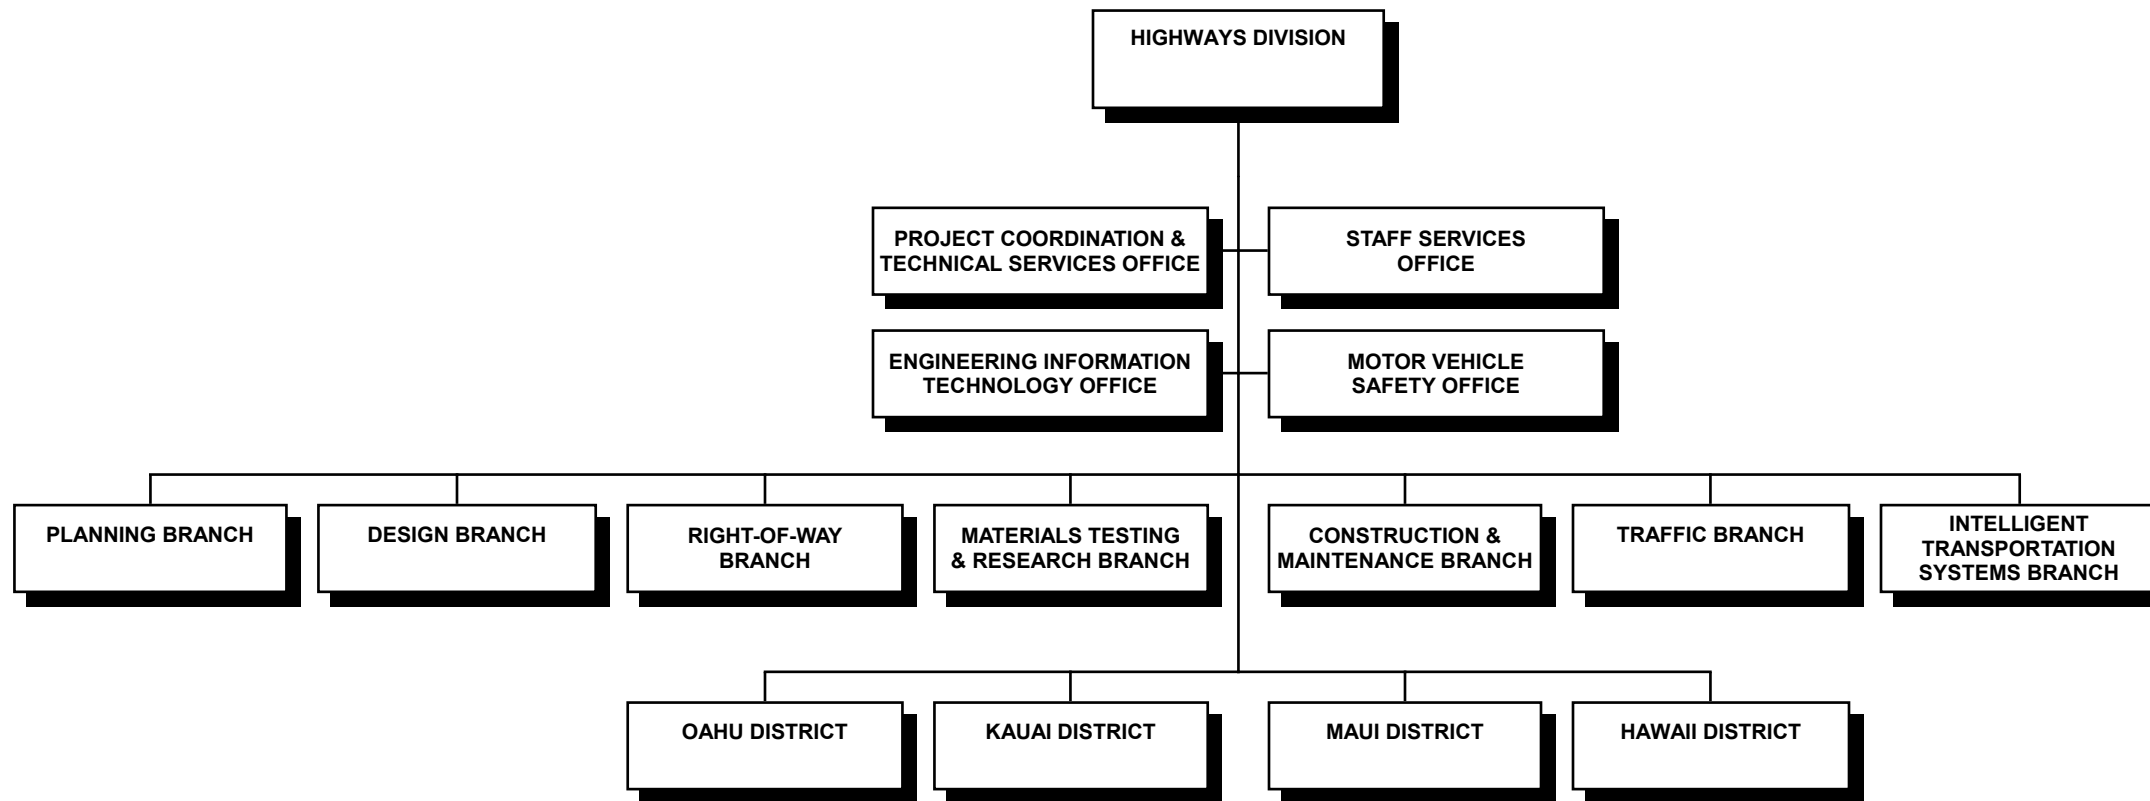 HIGHWAYS DIVISION
PROJECT COORDINATION &
TECHNICAL SERVICES OFFICE
STAFF SERVICES
OFFICE
ENGINEERING INFORMATION
TECHNOLOGY OFFICE
MOTOR VEHICLE
SAFETY OFFICE
PLANNING BRANCH
DESIGN BRANCH
RIGHT-OF-WAY
BRANCH
MATERIALS TESTING
& RESEARCH BRANCH
CONSTRUCTION &
MAINTENANCE BRANCH
TRAFFIC BRANCH
INTELLIGENT
TRANSPORTATION
SYSTEMS BRANCH
OAHU DISTRICT
KAUAI DISTRICT
MAUI DISTRICT
HAWAII DISTRICT